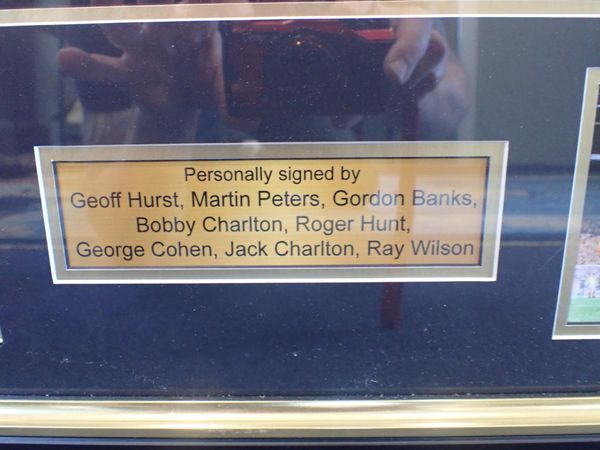 Personally signed by
Geoff Hurst, Martin Peters, Gordon Banks,
Bobby Charlton, Roger Hunt,
George Cohen, Jack Charlton, Ray Wilson